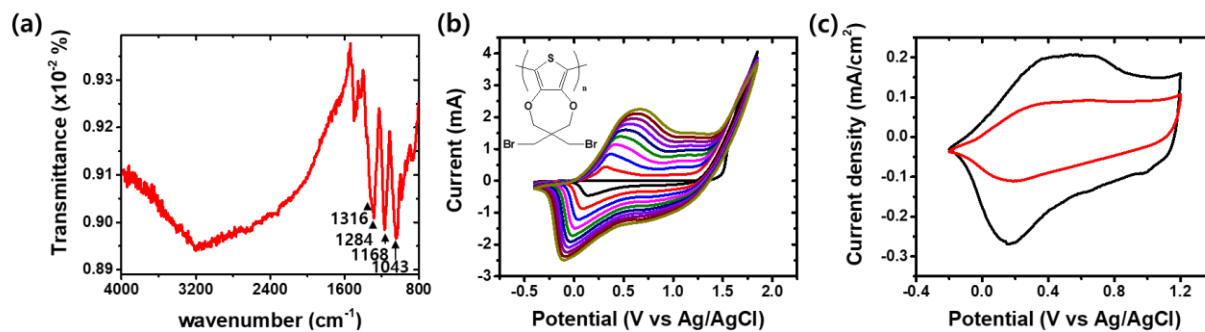 (a)
Transmittance (x10⁻² %)
0.93
0.92
0.91
0.90
0.89
1316
1284
1168
1043
4000
3200
2400
1600
800
wavenumber (cm⁻¹)
(b)
Current (mA)
5
4
3
2
1
0
-1
-2
-3
S
n
O
O
Br
Br
-0.5
0.0
0.5
1.0
1.5
2.0
Potential (V vs Ag/AgCl)
(c)
Current density (mA/cm²)
0.2
0.1
0.0
-0.1
-0.2
-0.3
-0.4
0.0
0.4
0.8
1.2
Potential (V vs Ag/AgCl)